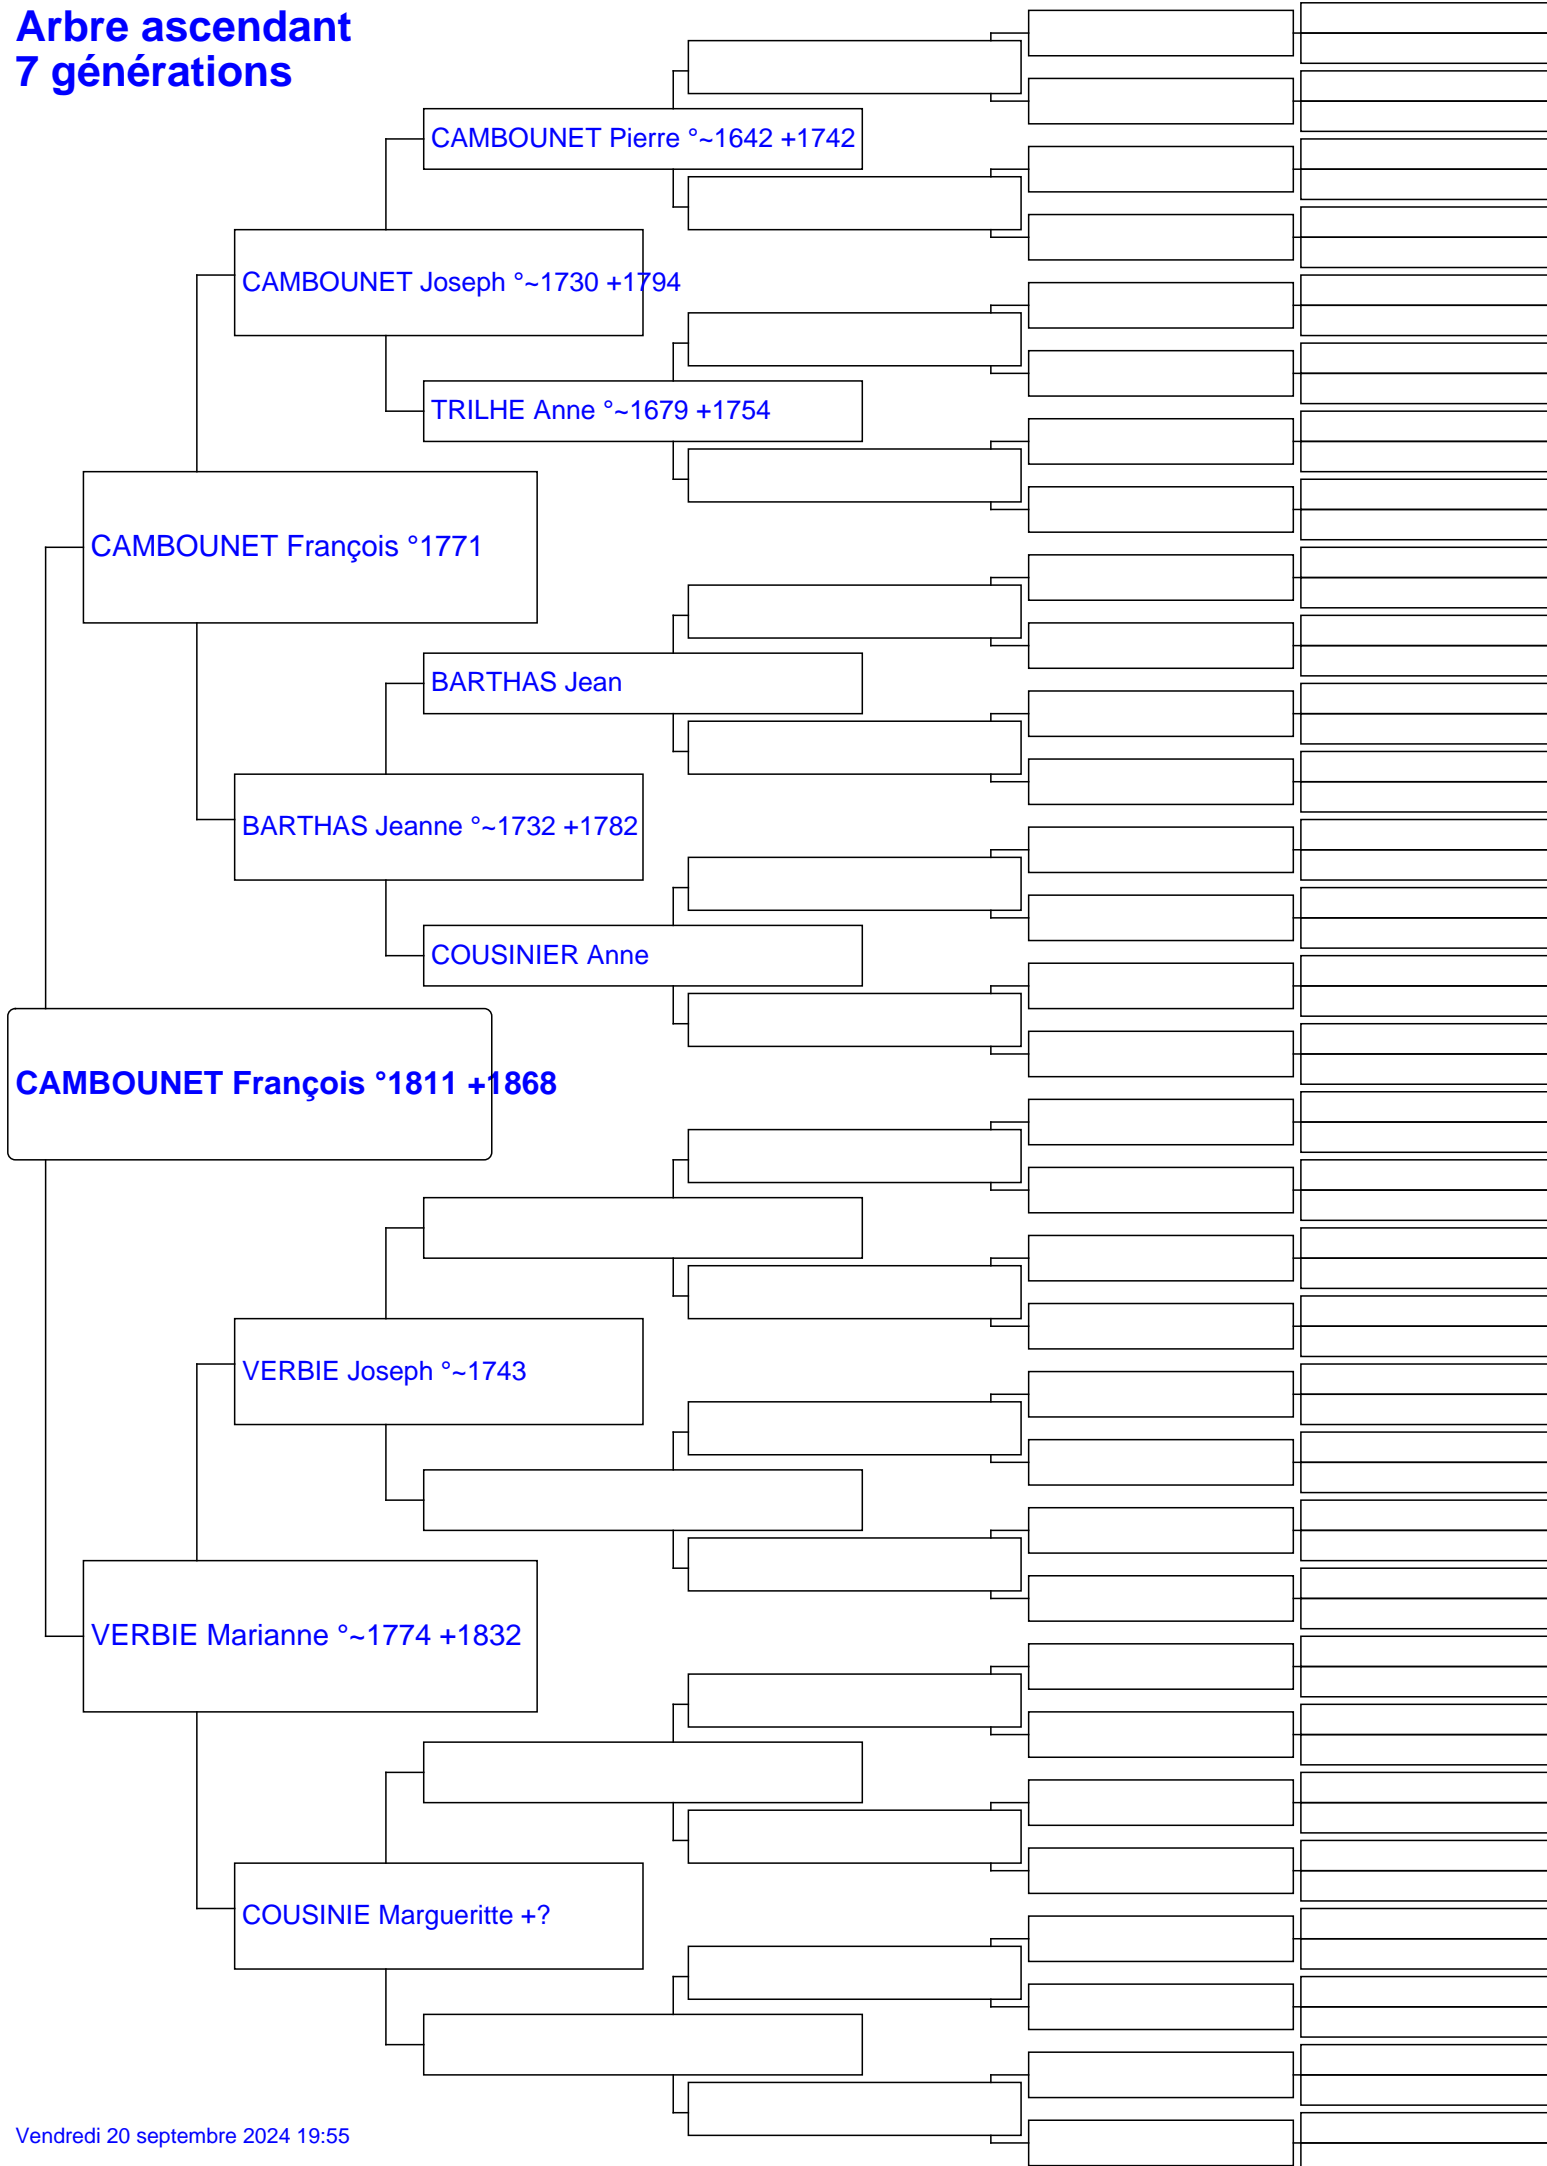 Arbre ascendant
7 générations
CAMBOUNET Pierre °~1642 +1742
CAMBOUNET Joseph °~1730 +1794
TRILHE Anne °~1679 +1754
CAMBOUNET François °1771
BARTHAS Jean
BARTHAS Jeanne °~1732 +1782
COUSINIER Anne
CAMBOUNET François °1811 +1868
VERBIE Joseph °~1743
VERBIE Marianne °~1774 +1832
COUSINIE Margueritte +?
Vendredi 20 septembre 2024 19:55